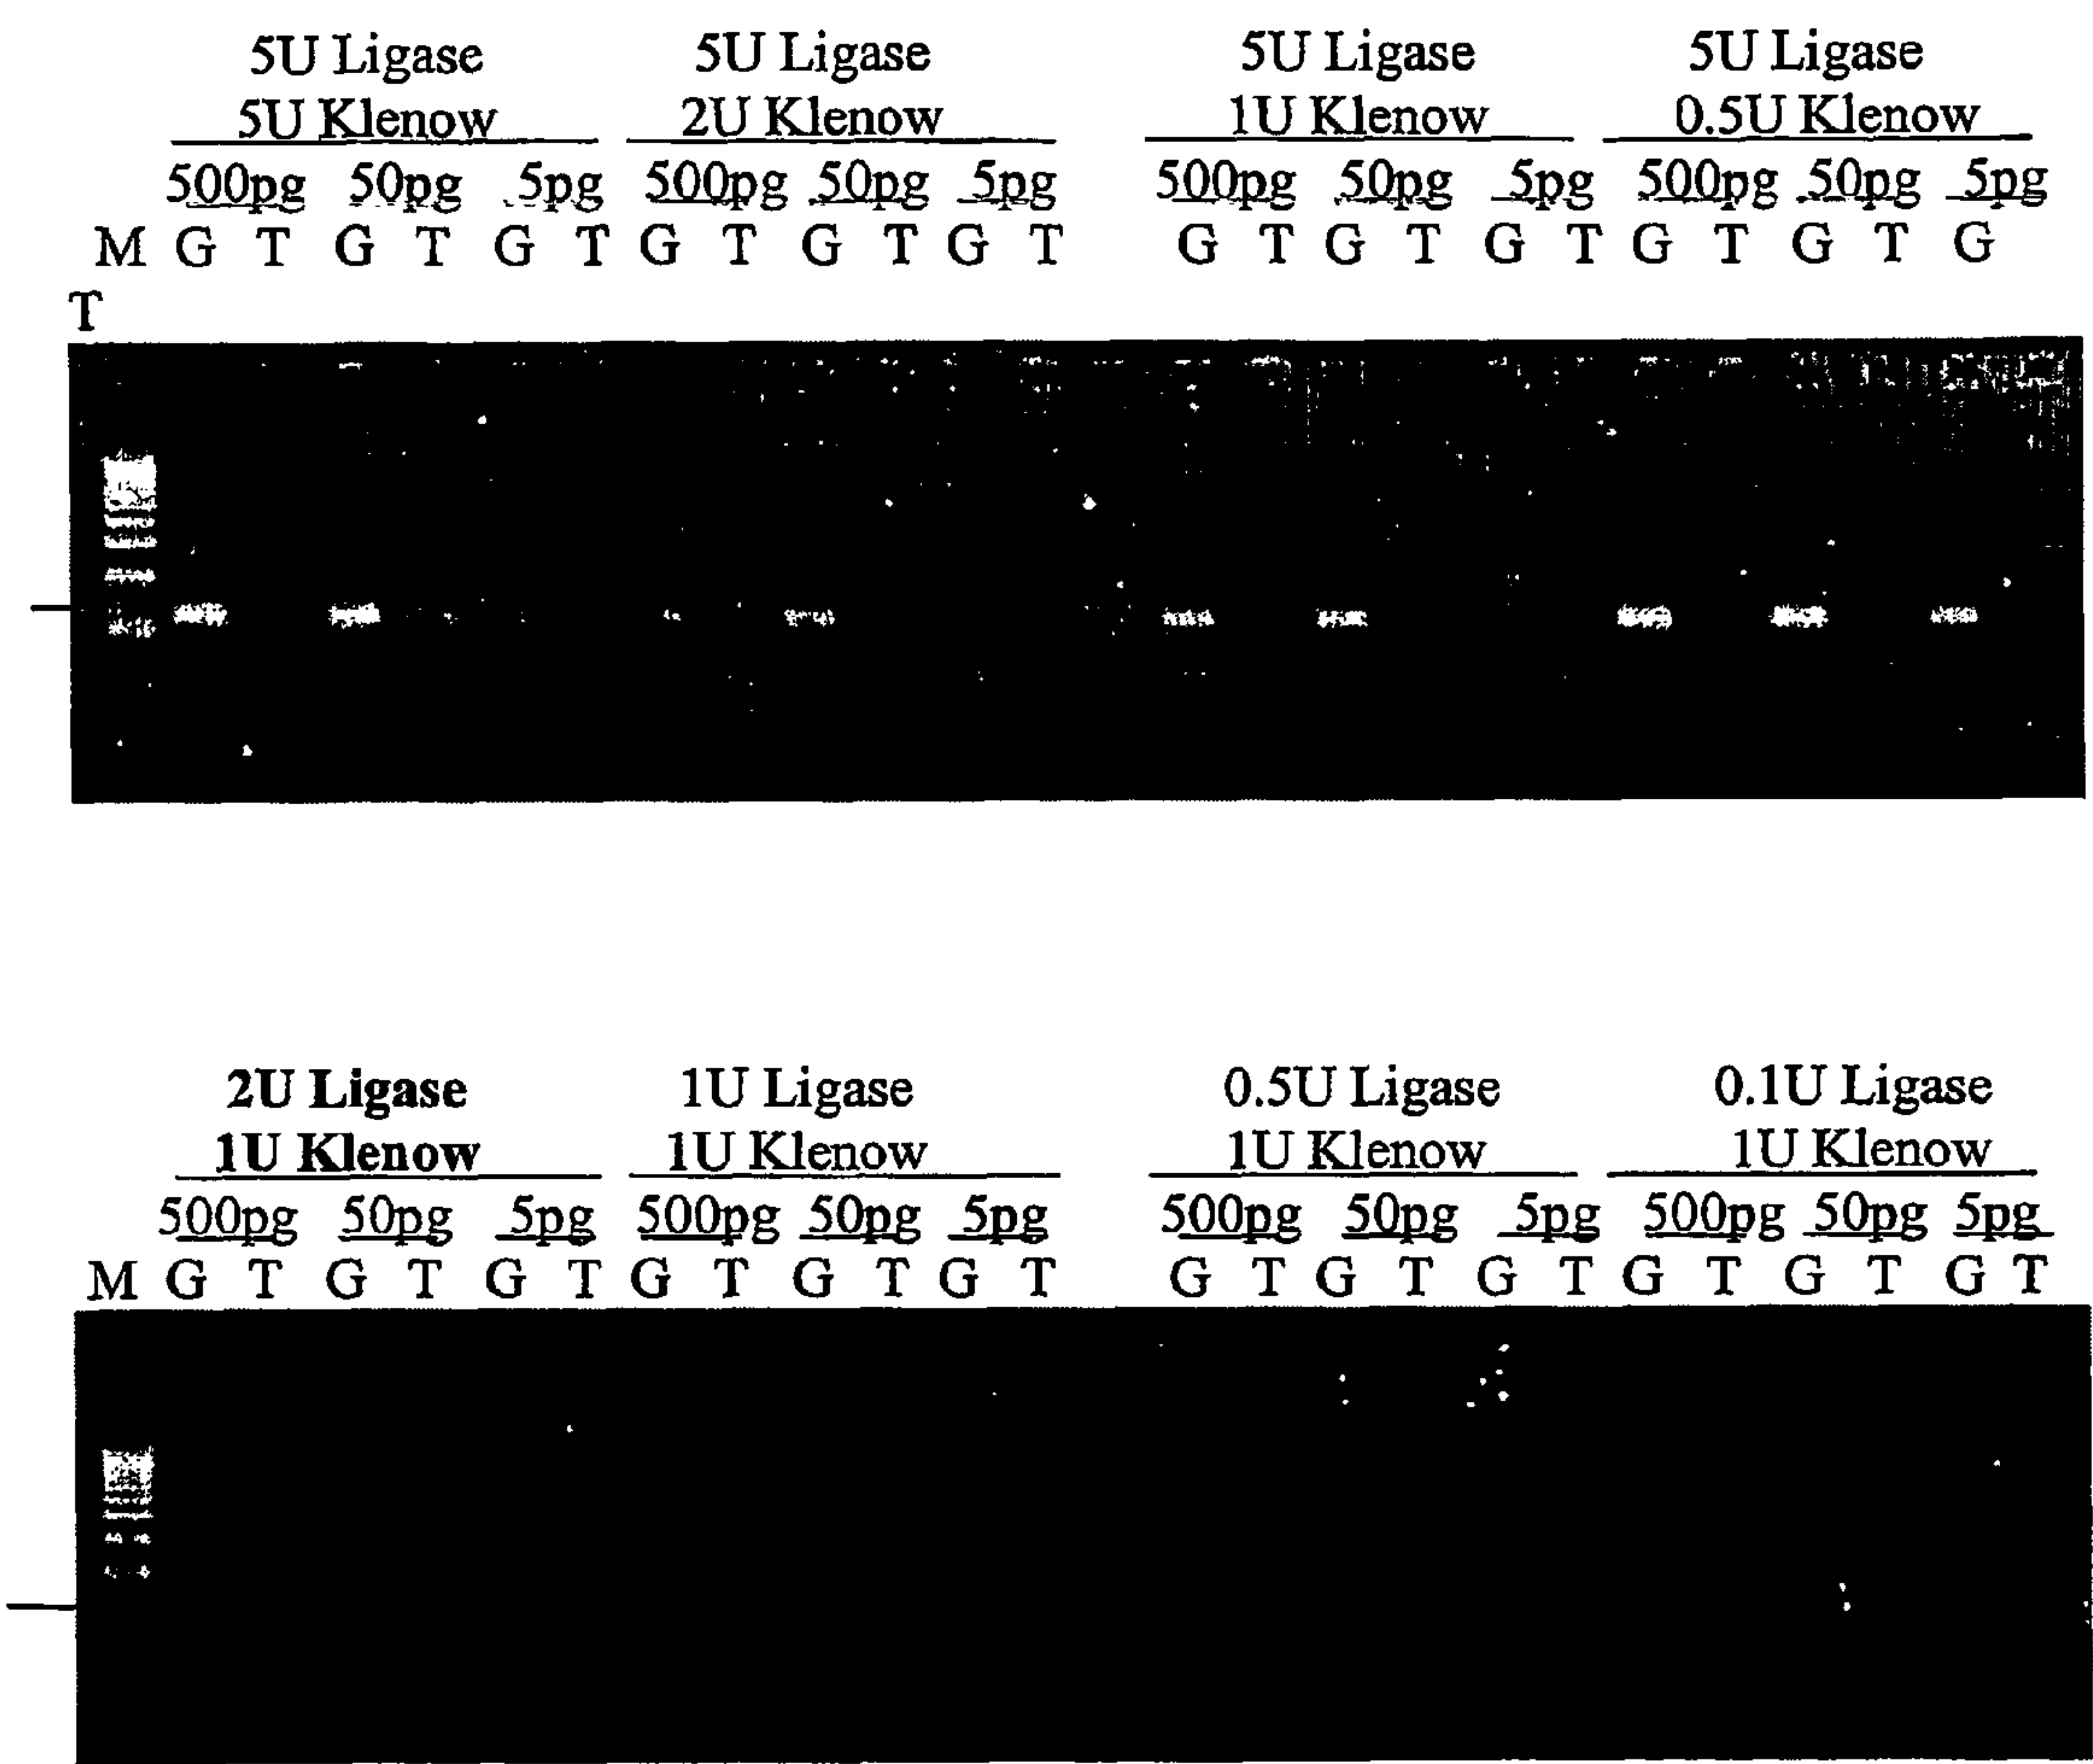 5U Ligase 5U Ligase 5U Ligase 5U Ligase
5U Klenow 2U Klenow 1U Klenow 0.5U Klenow
500pg 50pg 5pg 500pg 50pg 5pg 500pg 50pg 5pg 500pg 50pg 5pg
M G T G T G T G T G T G T G T G T G T G T G T G
T
2U Ligase 1U Ligase 0.5U Ligase 0.1U Ligase
1U Klenow 1U Klenow 1U Klenow 1U Klenow
500pg 50pg 5pg 500pg 50pg 5pg 500pg 50pg 5pg 500pg 50pg 5pg
M G T G T G T G T G T G T G T G T G T G T G T G T